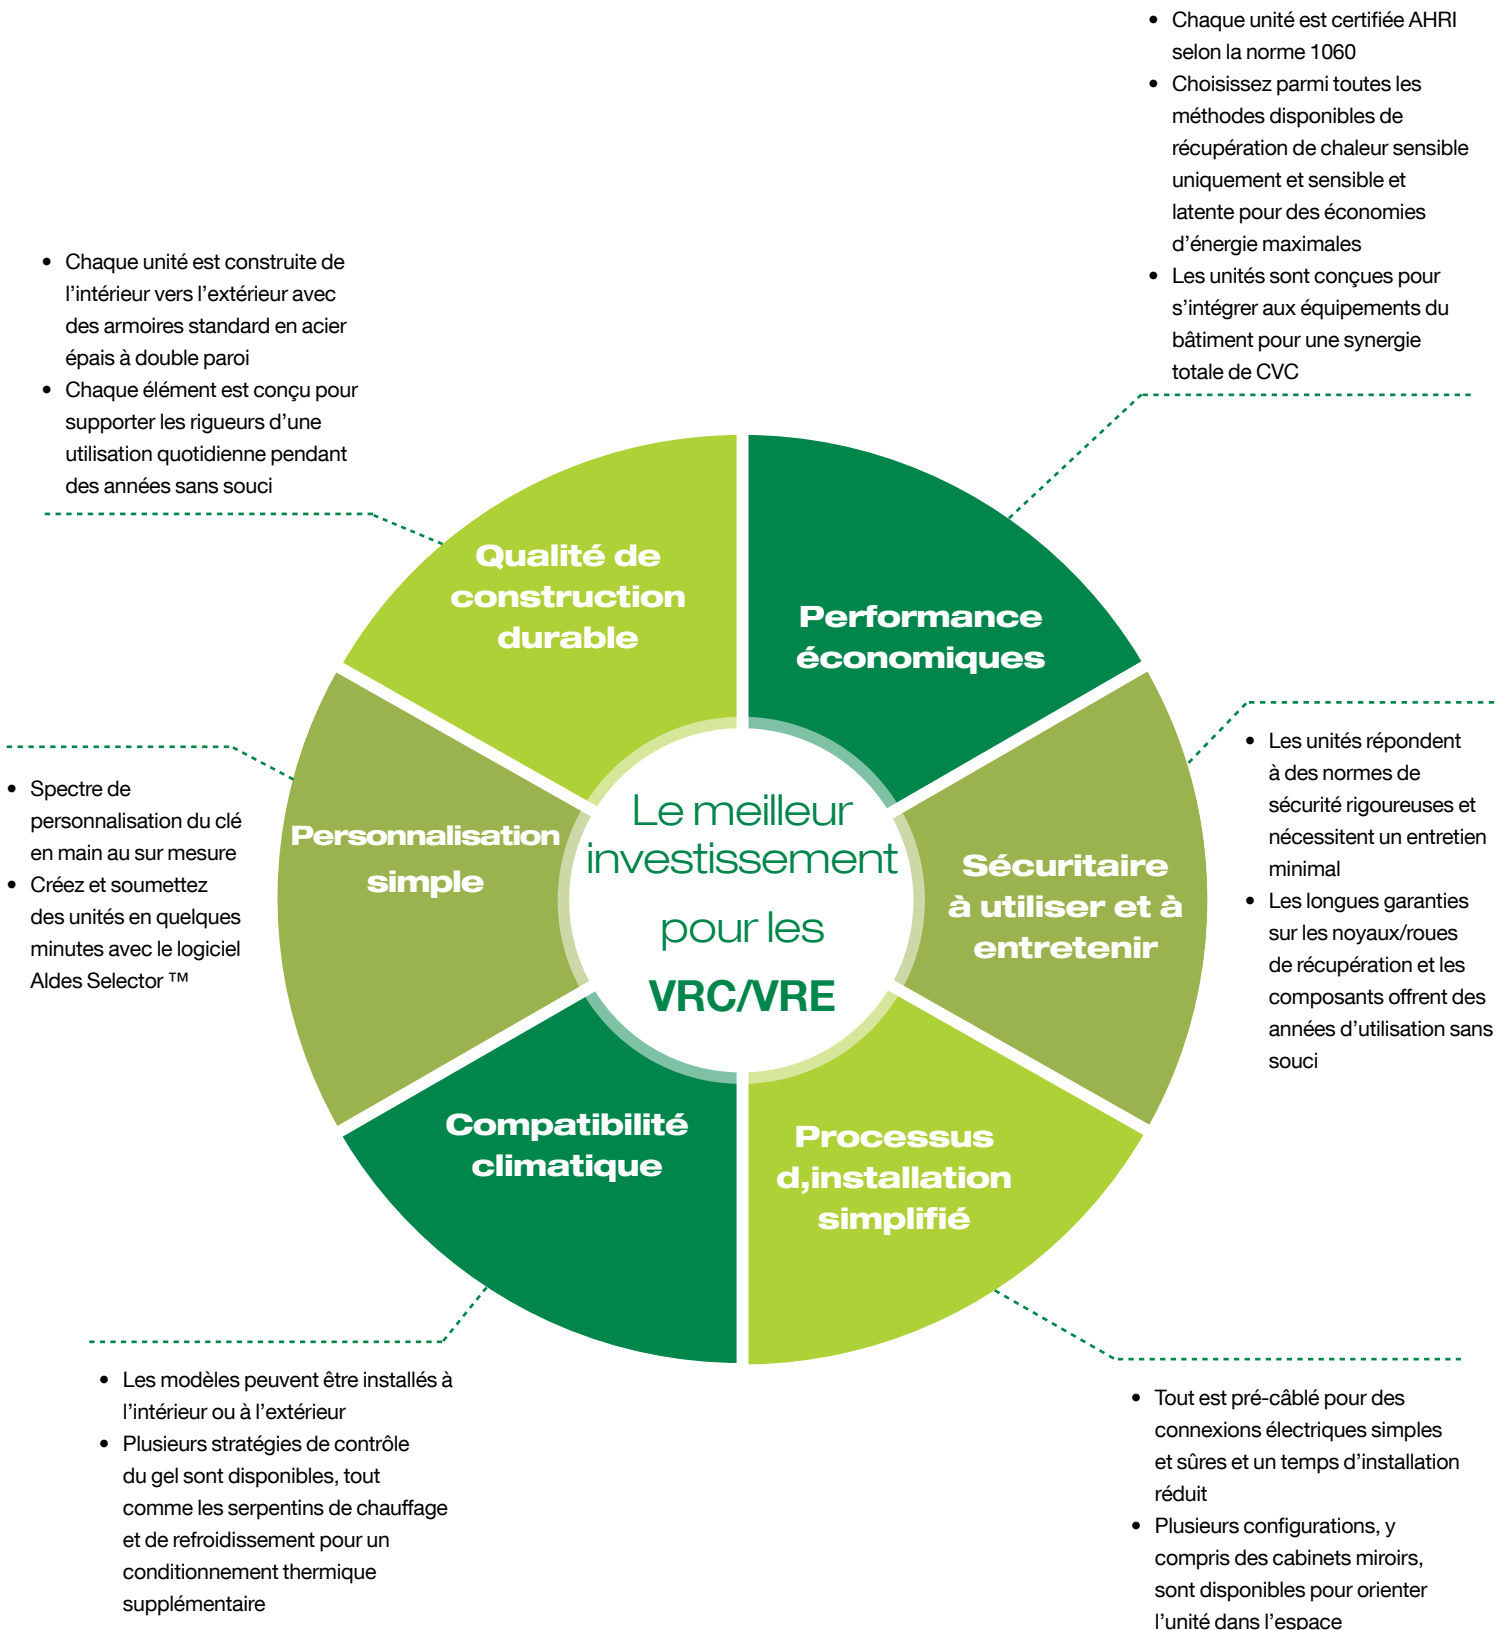 • Chaque unité est certifiée AHRI
selon la norme 1060
• Choisissez parmi toutes les
méthodes disponibles de
récupération de chaleur sensible
uniquement et sensible et
latente pour des économies
d’énergie maximales
• Les unités sont conçues pour
s’intégrer aux équipements du
bâtiment pour une synergie
totale de CVC
• Chaque unité est construite de
l’intérieur vers l’extérieur avec
des armoires standard en acier
épais à double paroi
• Chaque élément est conçu pour
supporter les rigueurs d’une
utilisation quotidienne pendant
des années sans souci
Qualité de
construction
durable
Performance
économiques
• Spectre de
personnalisation du clé
en main au sur mesure
• Créez et soumettez
des unités en quelques
minutes avec le logiciel
Aldes Selector ™
Personnalisation
simple
Le meilleur
investissement
pour les
VRC/VRE
Sécuritaire
à utiliser et à
entretenir
• Les unités répondent
à des normes de
sécurité rigoureuses et
nécessitent un entretien
minimal
• Les longues garanties
sur les noyaux/roues
de récupération et les
composants offrent des
années d’utilisation sans
souci
Compatibilité
climatique
Processus
d,installation
simplifié
• Les modèles peuvent être installés à
l’intérieur ou à l’extérieur
• Plusieurs stratégies de contrôle
du gel sont disponibles, tout
comme les serpentins de chauffage
et de refroidissement pour un
conditionnement thermique
supplémentaire
• Tout est pré-câblé pour des
connexions électriques simples
et sûres et un temps d’installation
réduit
• Plusieurs configurations, y
compris des cabinets miroirs,
sont disponibles pour orienter
l’unité dans l’espace